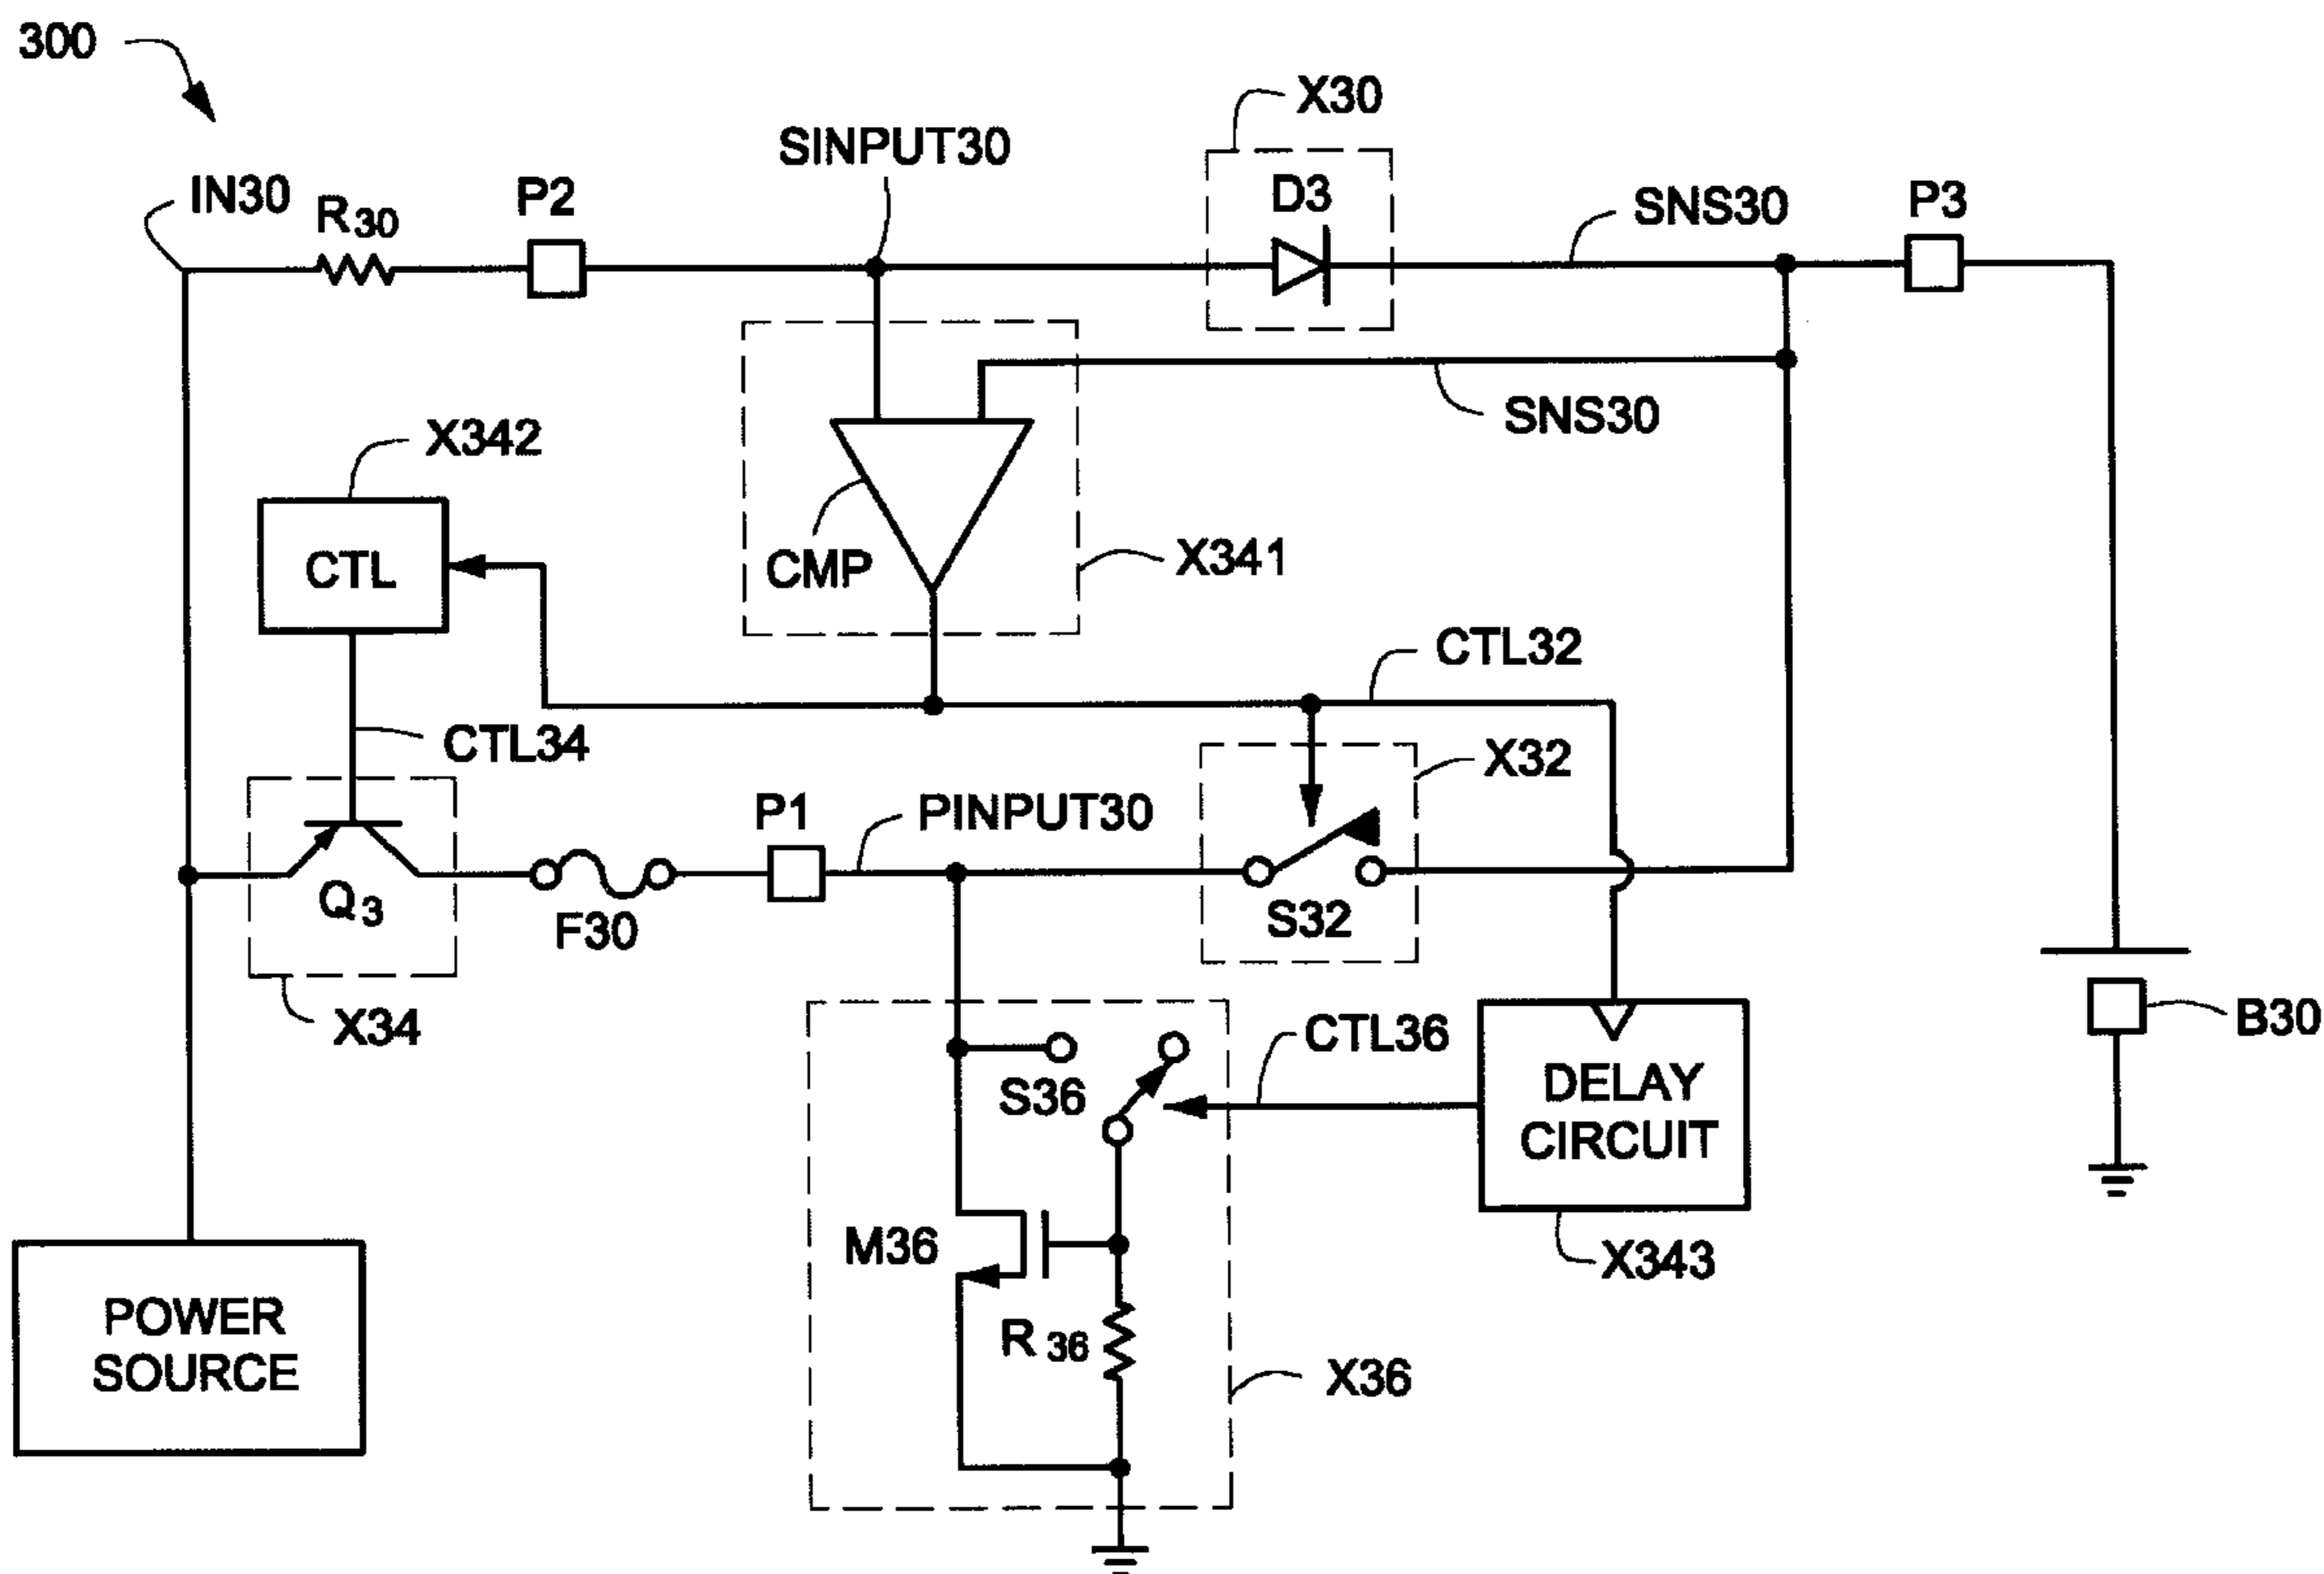 300
X30
SINPUT30
IN30
R30
P2
D3
SNS30
P3
SNS30
X342
CTL
CMP
X341
CTL32
CTL34
X32
P1
PINPUT30
Q3
F30
S32
X34
CTL36
B30
S36
DELAY
CIRCUIT
M36
X343
POWER
SOURCE
R36
X36